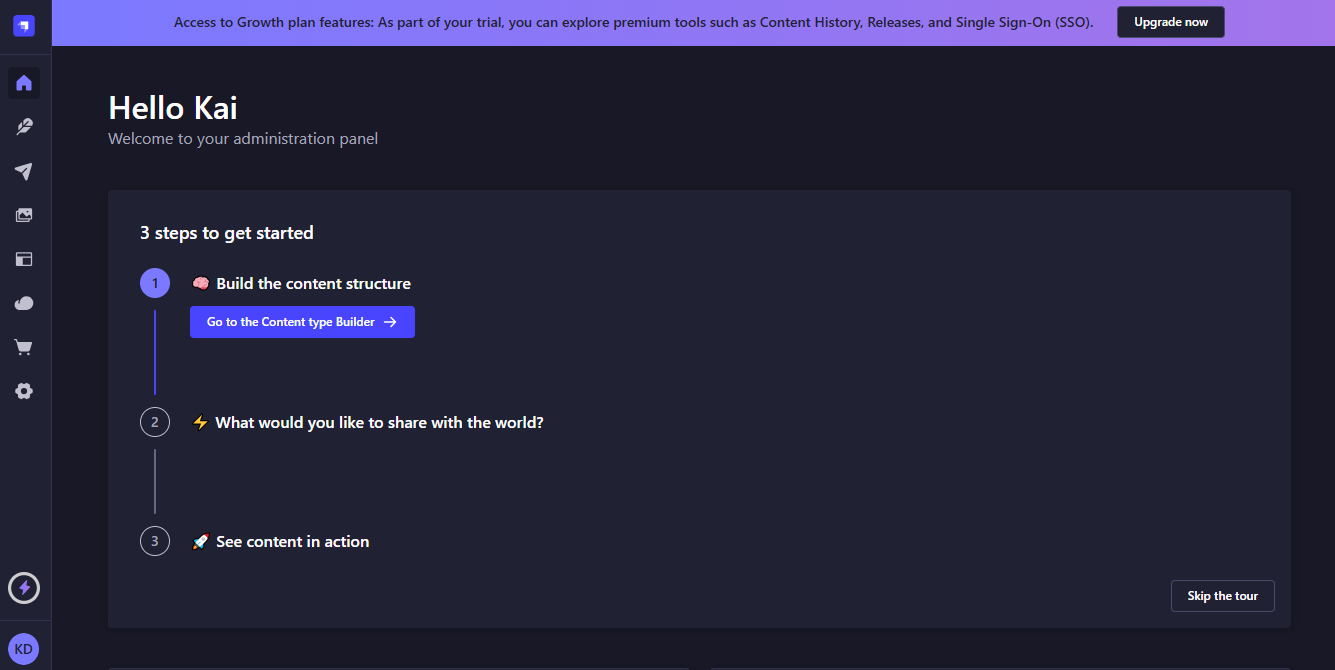 Access to Growth plan features: As part of your trial, you can explore premium tools such as Content History, Releases, and Single Sign-On (SSO).
Upgrade now
Hello Kai
Welcome to your administration panel
3 steps to get started
1
🧠 Build the content structure
Go to the Content type Builder →
2
⚡ What would you like to share with the world?
3
🚀 See content in action
Skip the tour
KD